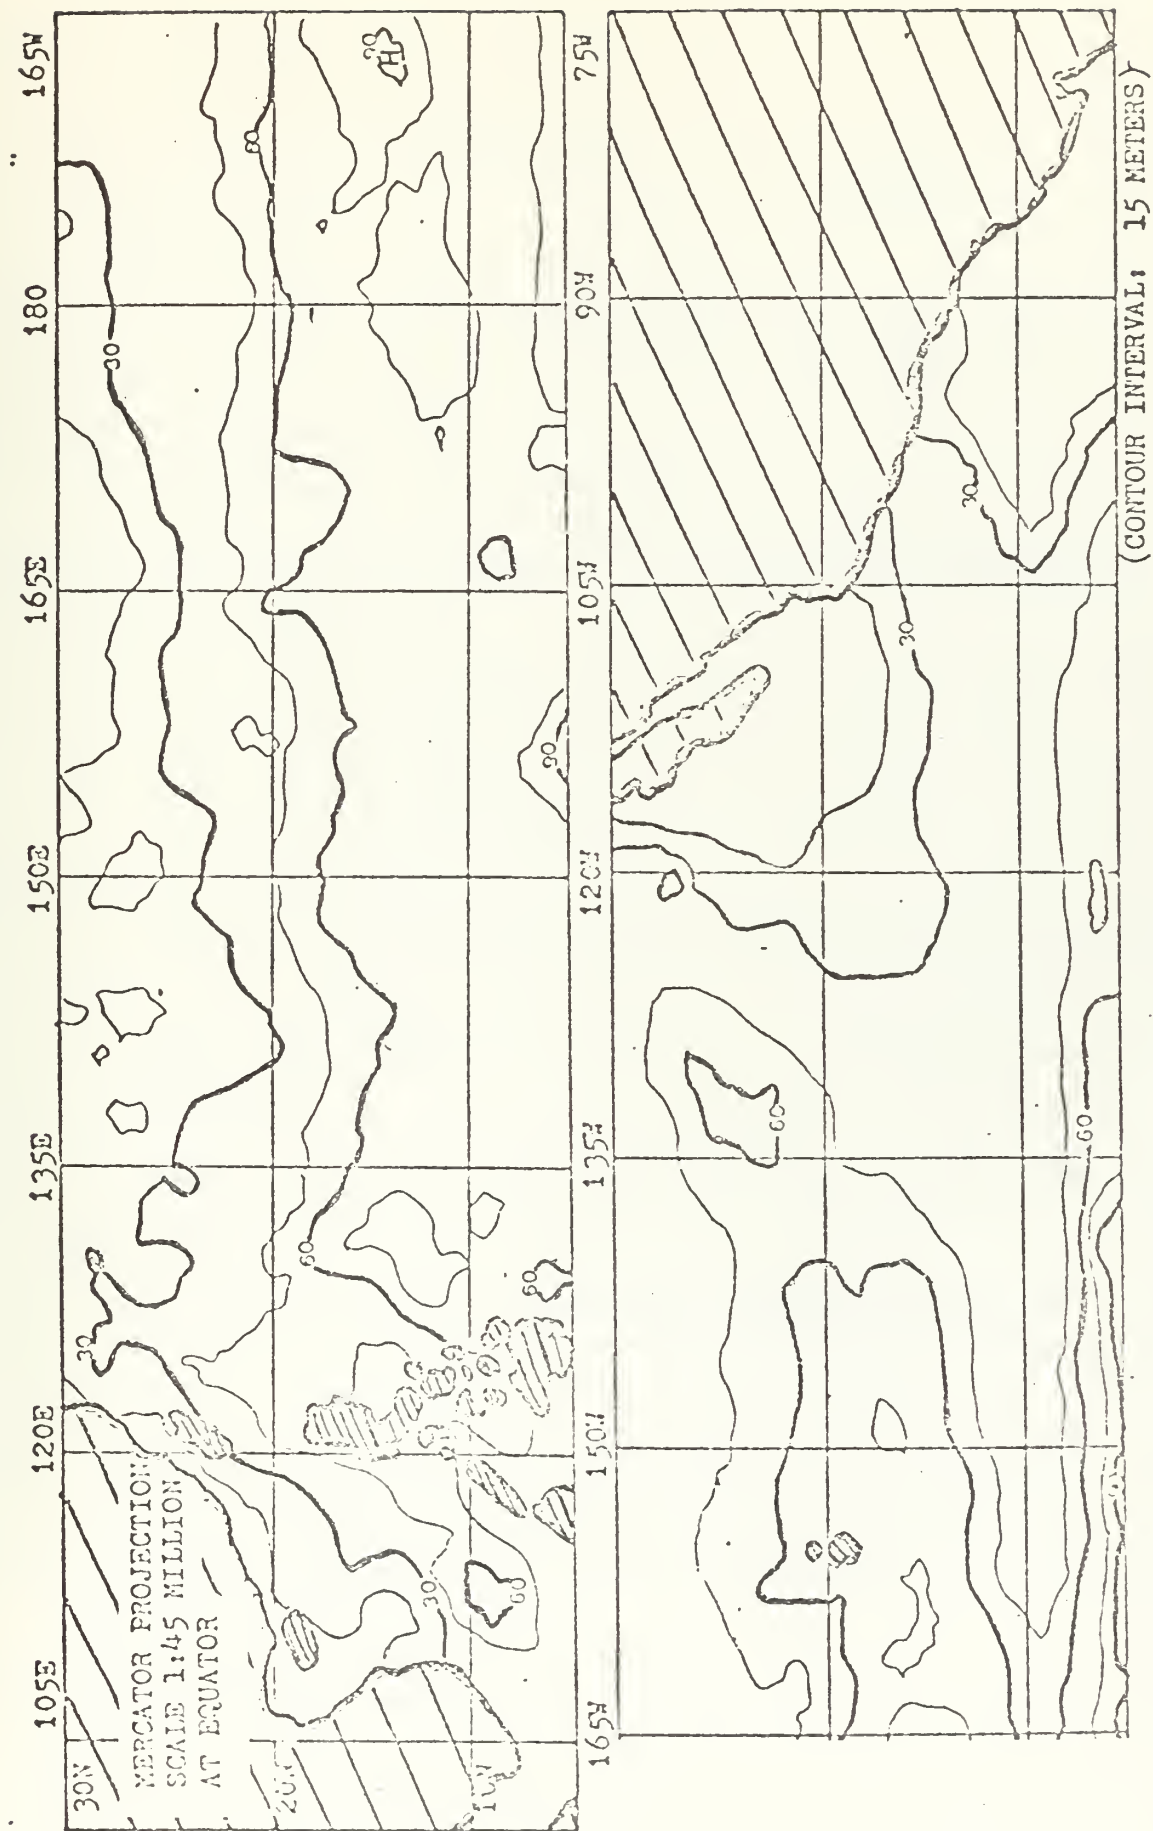 105E 120E 135E 150E 165E 180 165W
30N
MERCATOR PROJECTION
SCALE 1:45 MILLION
AT EQUATOR
20N
10N
30
30
30
60
60
60
60
90
H
90
165W 150W 135W 120W 105W 90W 75W
60
60
30
30
(CONTOUR INTERVAL: 15 METERS)